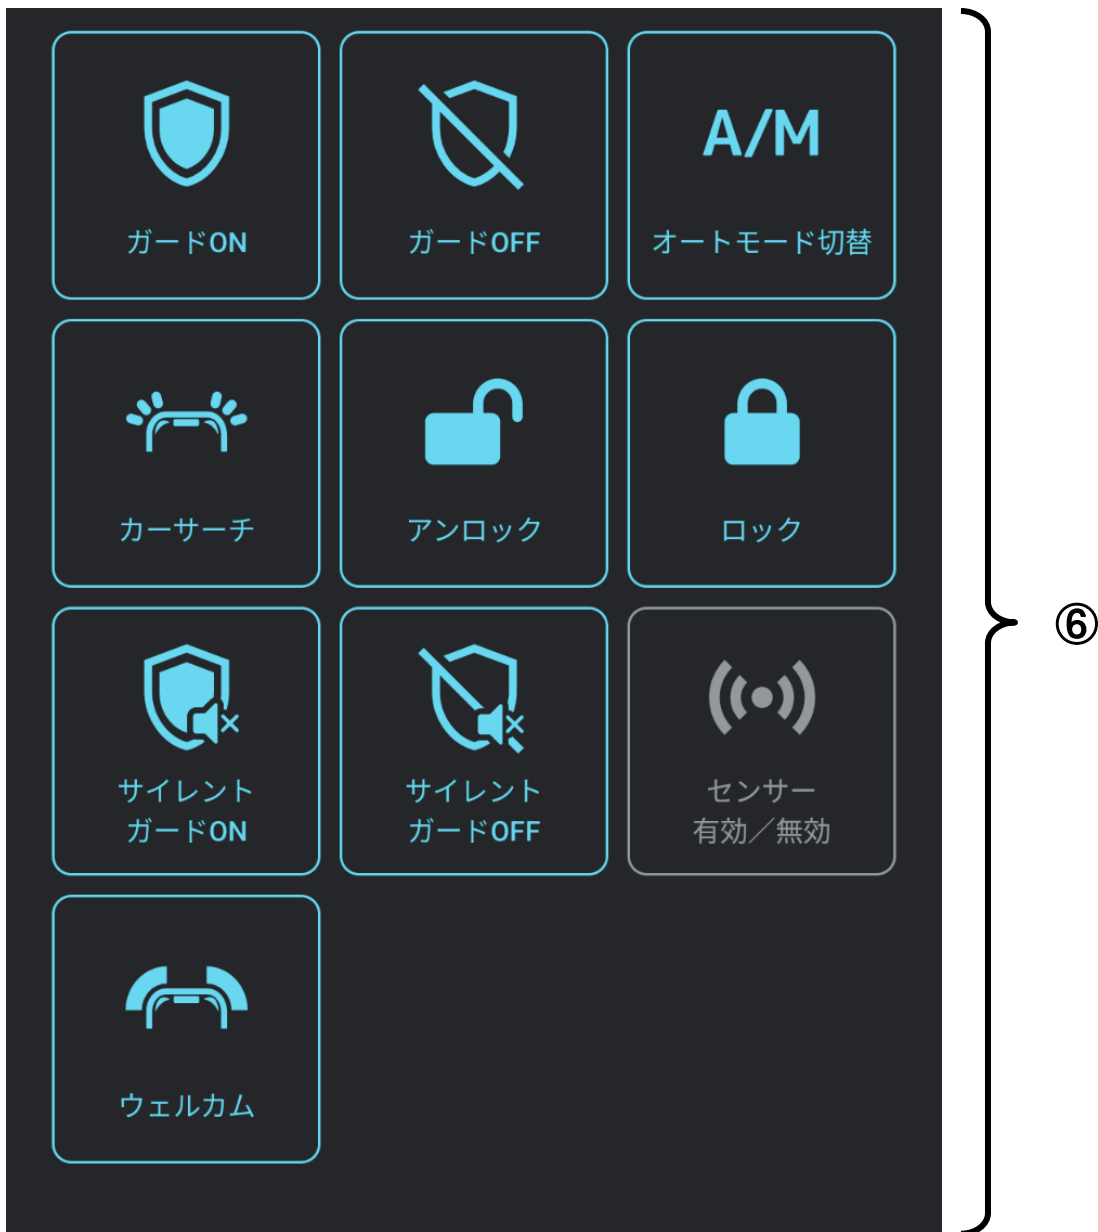 ガードON
ガードOFF
A/M
オートモード切替
カーサーチ
アンロック
ロック
サイレント
ガードON
サイレント
ガードOFF
センサー
有効／無効
ウェルカム
⑥